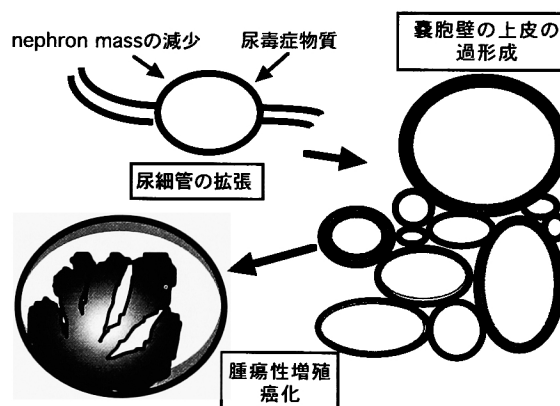 nephron massの減少
尿毒症物質
嚢胞壁の上皮の
過形成
尿細管の拡張
腫瘍性増殖
癌化